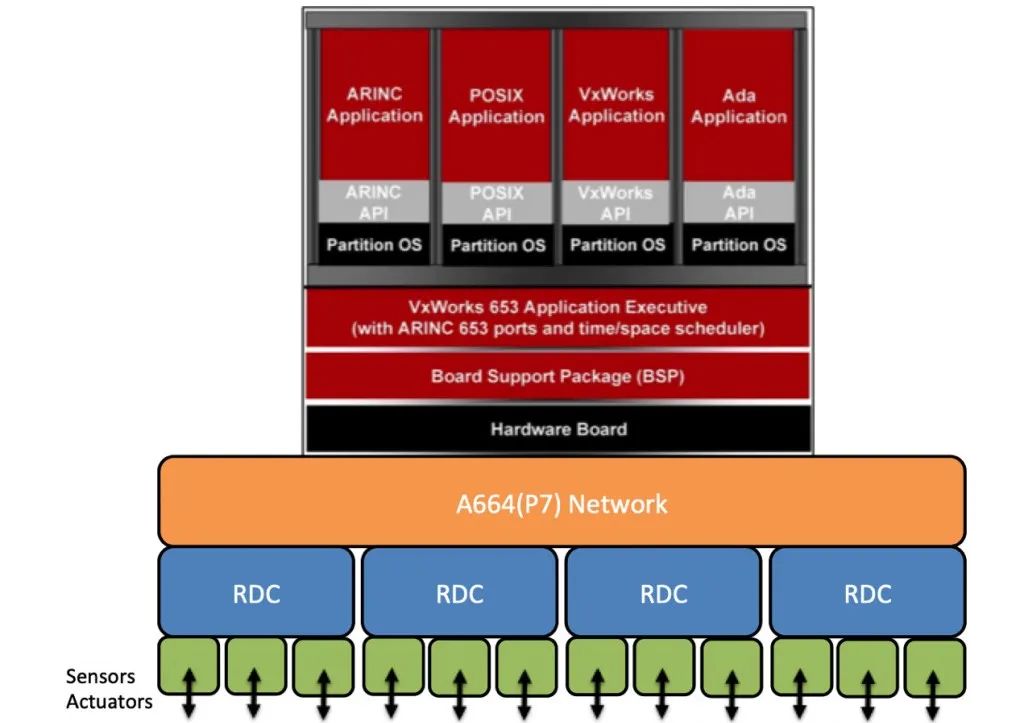 ARINC
Application
POSIX
Application
VxWorks
Application
Ada
Application
ARINC
API
POSIX
API
VxWorks
API
Ada
API
Partition OS
Partition OS
Partition OS
Partition OS
VxWorks 653 Application Executive
(with ARINC 653 ports and time/space scheduler)
Board Support Package (BSP)
Hardware Board
A664(P7) Network
RDC
RDC
RDC
RDC
Sensors
Actuators